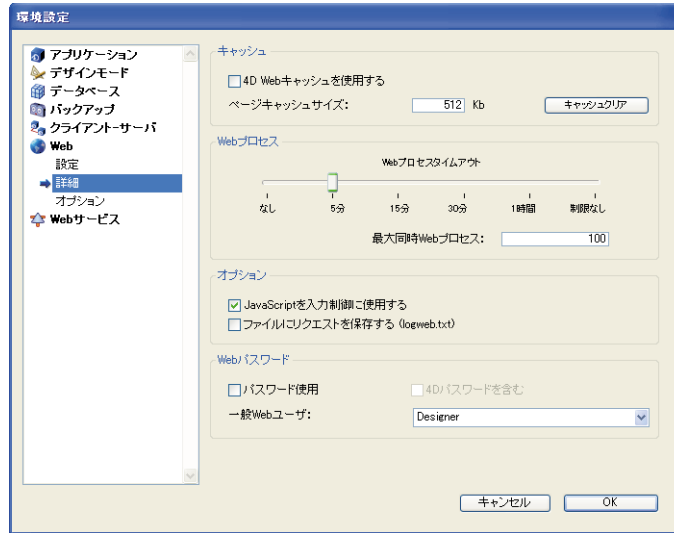 環境設定
アプリケーション
デザインモード
データベース
バックアップ
クライアント-サーバ
Web
設定
詳細
オプション
Webサービス
キャッシュ
4D Webキャッシュを使用する
ページキャッシュサイズ: 512 Kb キャッシュクリア
Webプロセス
Webプロセスタイムアウト
なし 5分 15分 30分 1時間 制限なし
最大同時Webプロセス: 100
オプション
JavaScriptを入力制御に使用する
ファイルにリクエストを保存する (logweb.txt)
Webパスワード
パスワード使用 4Dパスワードを含む
一般Webユーザ: Designer
キャンセル OK